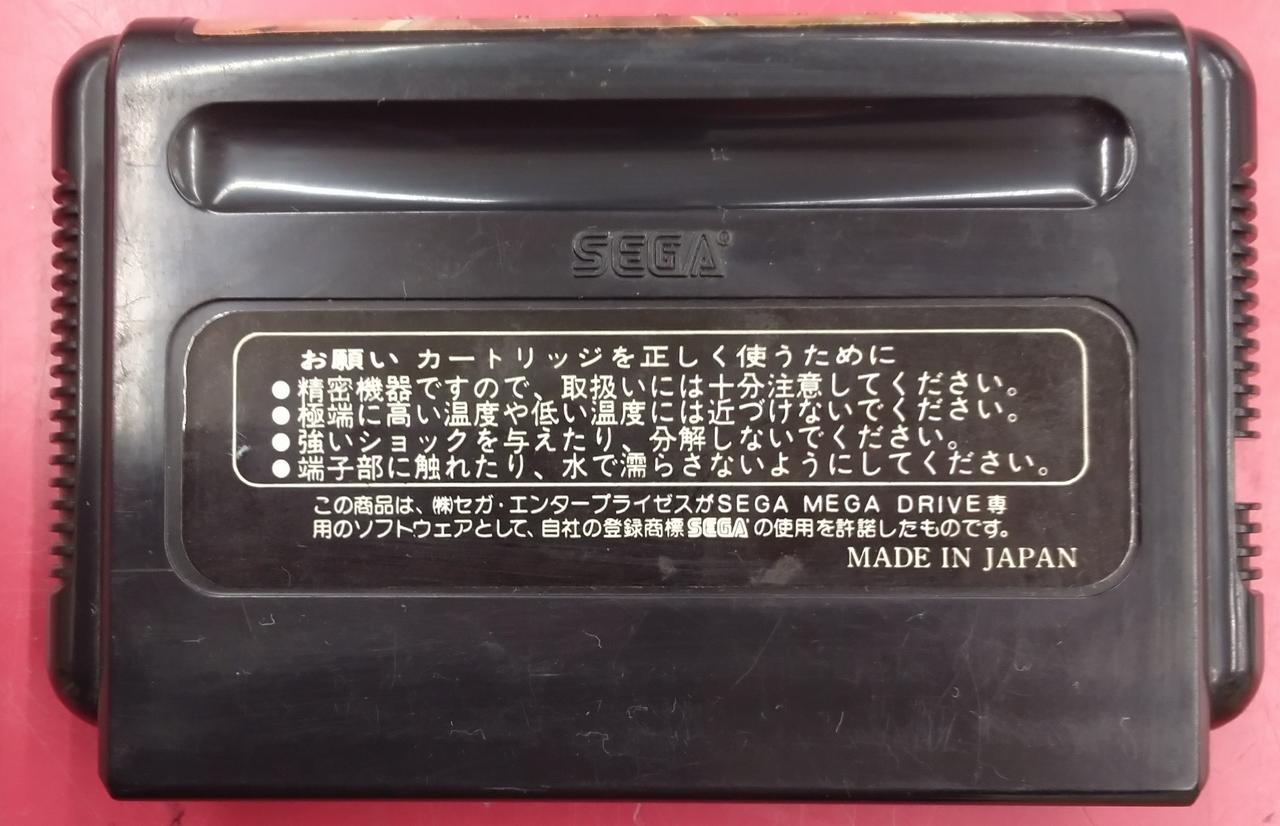 SEGA®
お願い カートリッジを正しく使うために
●精密機器ですので、取扱いには十分注意してください。
●極端に高い温度や低い温度には近づけないでください。
●強いショックを与えたり、分解しないでください。
●端子部に触れたり、水で濡らさないようにしてください。
この商品は、㈱セガ・エンタープライゼスがSEGA MEGA DRIVE専
用のソフトウェアとして、自社の登録商標SEGA®の使用を許諾したものです。
MADE IN JAPAN